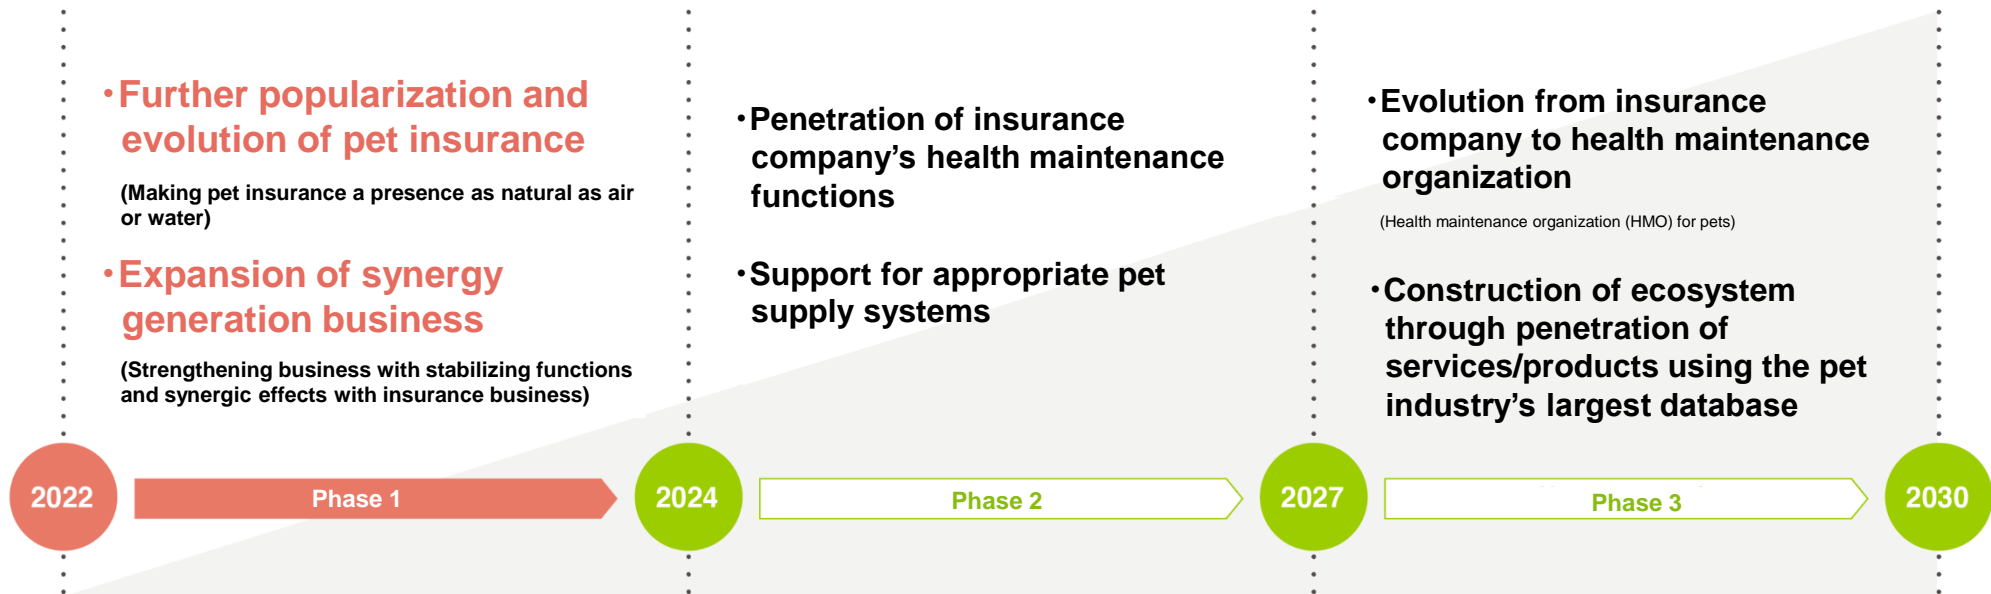 ・Further popularization and
evolution of pet insurance
(Making pet insurance a presence as natural as air
or water)
・Expansion of synergy
generation business
(Strengthening business with stabilizing functions
and synergic effects with insurance business)
・Penetration of insurance
company’s health maintenance
functions
・Support for appropriate pet
supply systems
・Evolution from insurance
company to health maintenance
organization
(Health maintenance organization (HMO) for pets)
・Construction of ecosystem
through penetration of
services/products using the pet
industry’s largest database
2022
Phase 1
2024
Phase 2
2027
Phase 3
2030